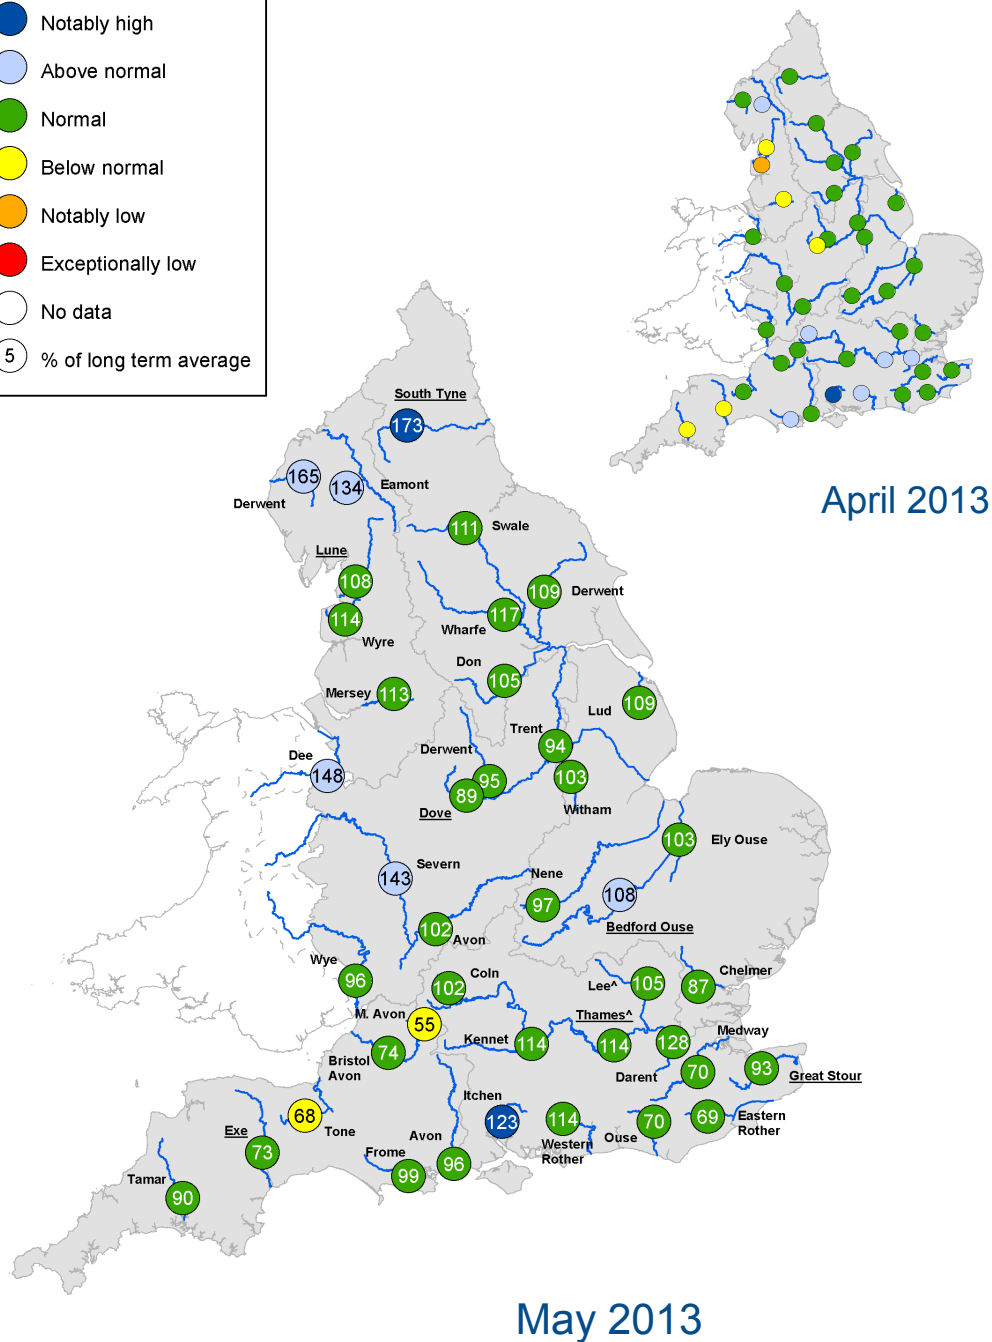 Notably high
Above normal
Normal
Below normal
Notably low
Exceptionally low
No data
5 % of long term average
April 2013
South Tyne
173
165
134
Eamont
Derwent
111
Swale
Lune
108
109
Derwent
114
117
Wharfe
Wyre
Don
105
Mersey
113
109
Lud
Trent
94
Derwent
Dee
148
95
103
89
Dove
Witham
103
Ely Ouse
Severn
143
Nene
108
97
Bedford Ouse
102
Avon
Wye
96
Coln
102
Lee^
105
Chelmer
87
M. Avon
55
Thames^
Medway
Kennet
114
114
128
Bristol
Avon
74
Darent
70
93
Great Stour
Itchen
68
Tone
123
114
Western
Rother
Ouse
70
69
Eastern
Rother
Exe
73
Frome
Avon
99
96
Tamar
90
May 2013